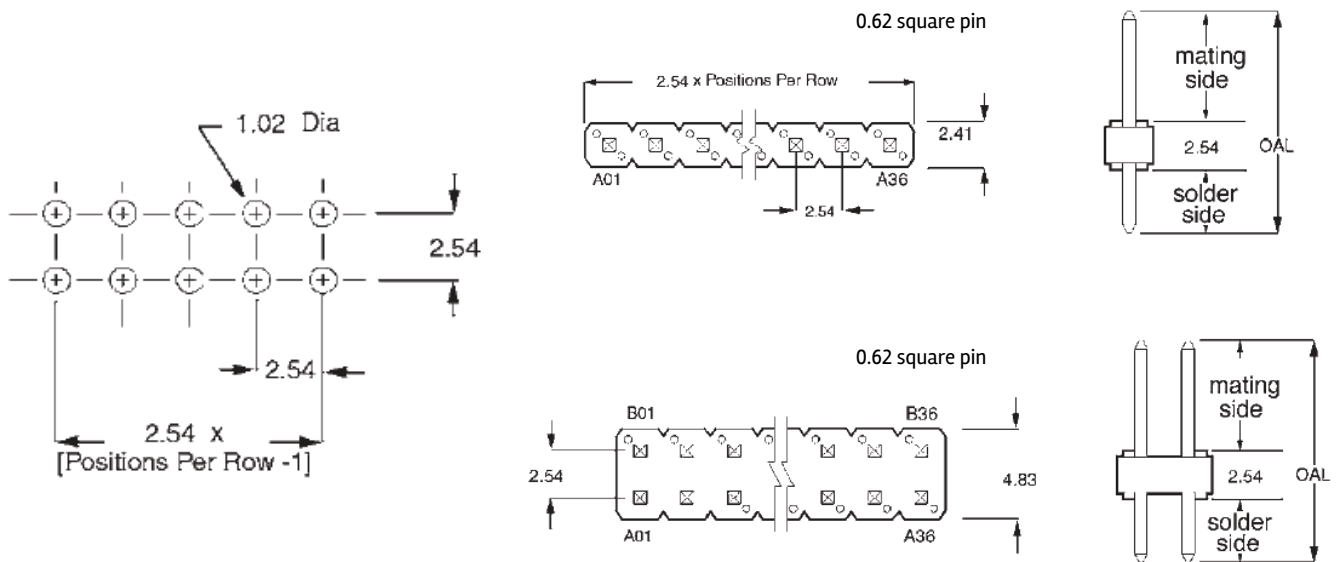 1.02 Dia
2.54
2.54
2.54 x
[Positions Per Row -1]
0.62 square pin
2.54 x Positions Per Row
2.41
A01
A36
2.54
mating
side
2.54
OAL
solder
side
0.62 square pin
B01
B36
2.54
4.83
A01
A36
mating
side
2.54
OAL
solder
side